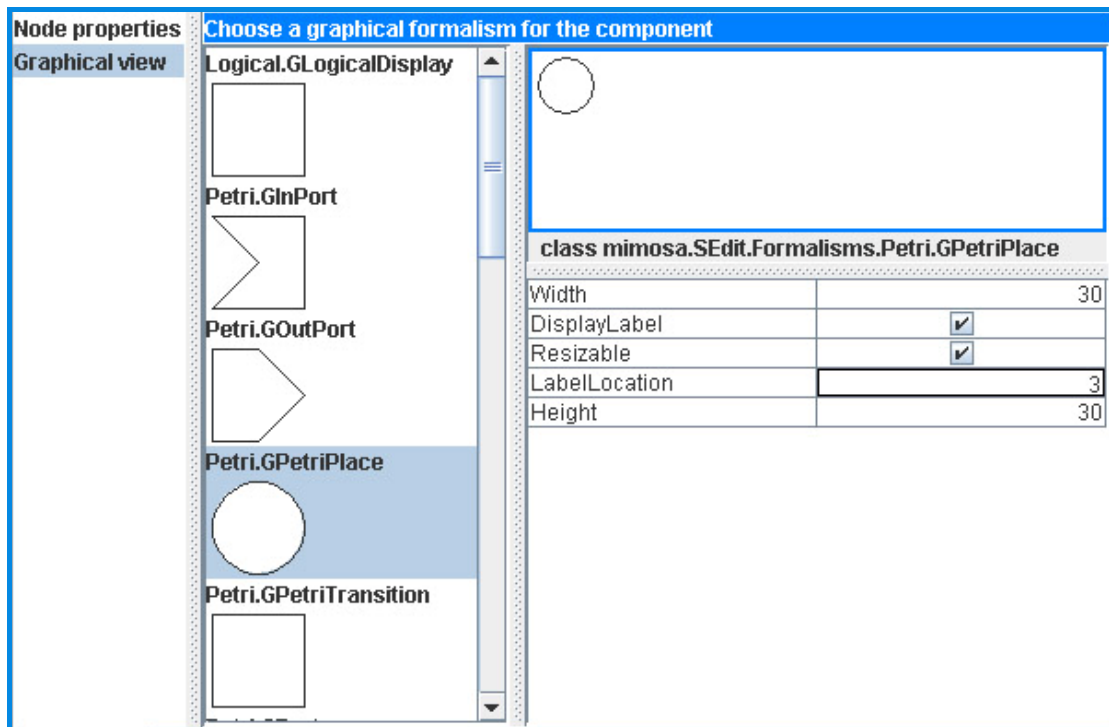 Node properties
Graphical view
Choose a graphical formalism for the component
Logical.GLogicalDisplay
Petri.GInPort
Petri.GOutPort
Petri.GPetriPlace
Petri.GPetriTransition
class mimosa.SEdit.Formalisms.Petri.GPetriPlace
Width 30
DisplayLabel
Resizable
LabelLocation 3
Height 30